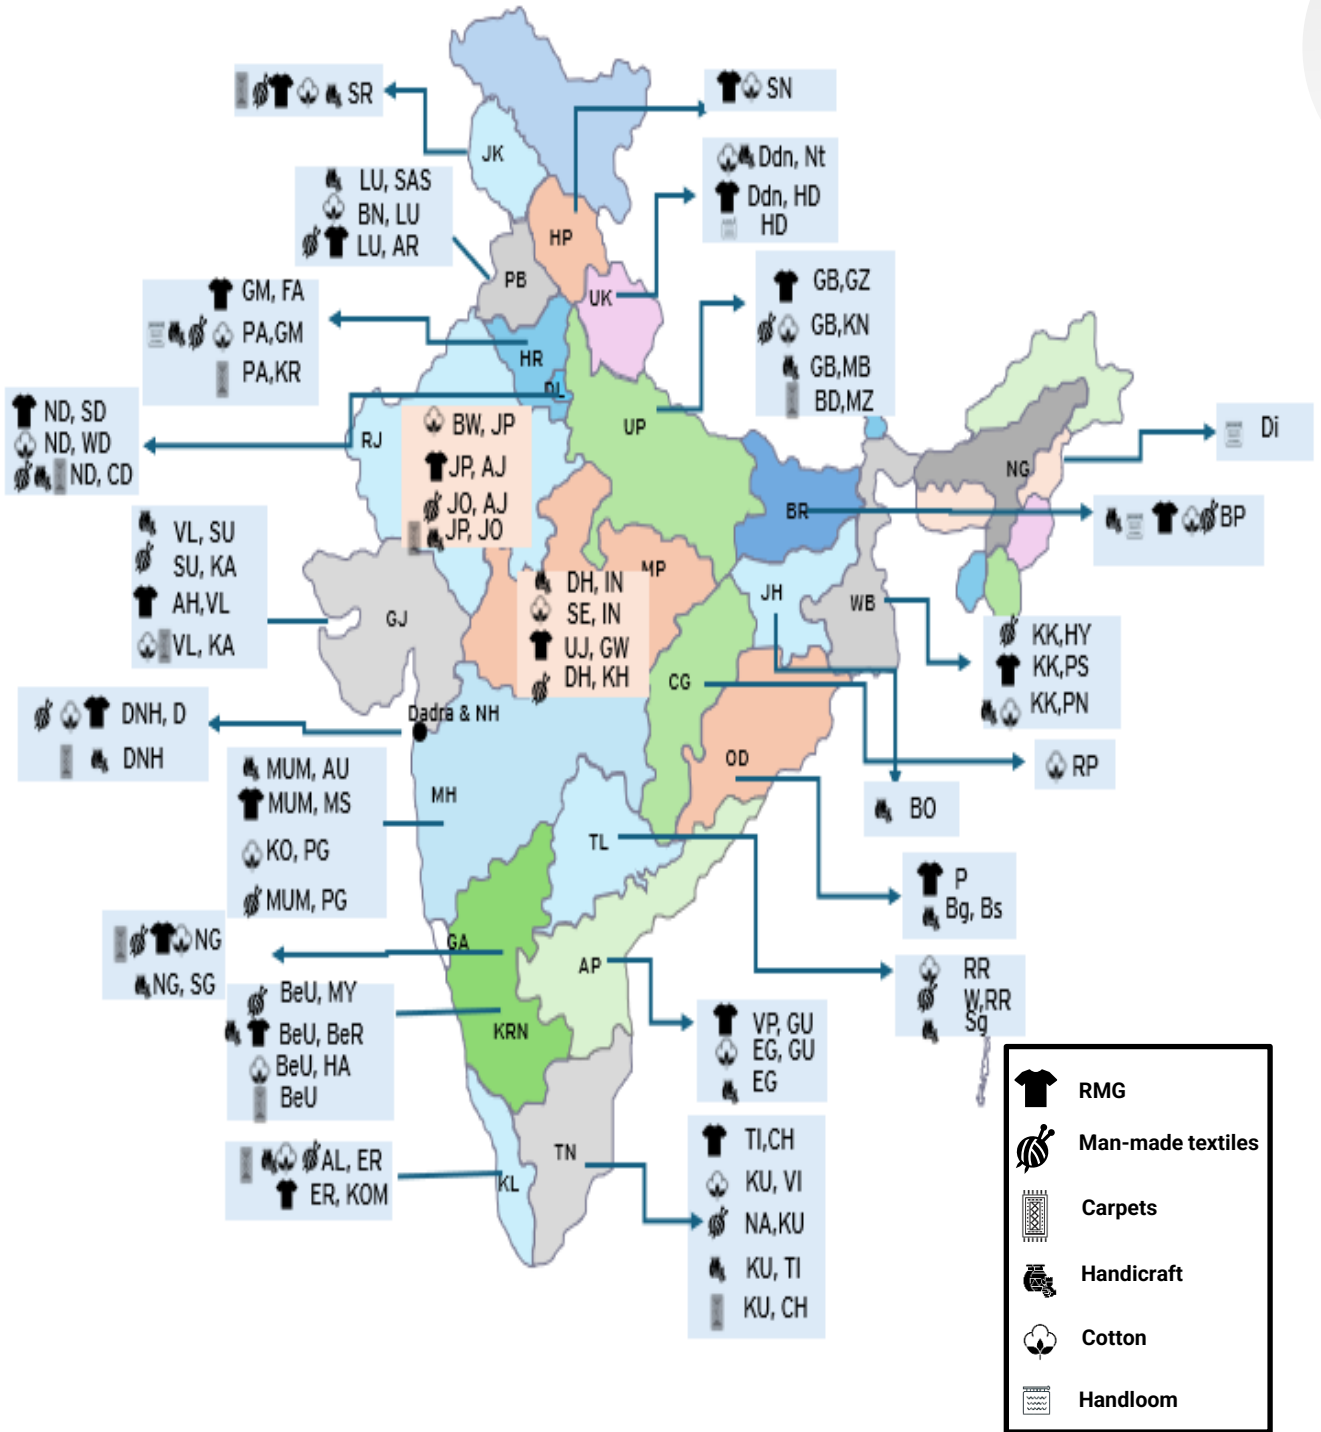 SR
SN
JK
Ddn, Nt
Ddn, HD
HD
LU, SAS
BN, LU
LU, AR
HP
PB
UK
GB,GZ
GB,KN
GB,MB
BD,MZ
GM, FA
PA,GM
PA,KR
HR
DL
ND, SD
ND, WD
ND, CD
RJ
BW, JP
JP, AJ
JO, AJ
JP, JO
UP
NG
Di
BR
BP
VL, SU
SU, KA
AH,VL
VL, KA
GJ
MP
DH, IN
SE, IN
UJ, GW
DH, KH
JH
WB
KK,HY
KK,PS
KK,PN
CG
DNH, D
DNH
Dadra & NH
OD
RP
BO
MUM, AU
MUM, MS
KO, PG
MUM, PG
MH
TL
P
Bg, Bs
NG
NG, SG
GA
AP
RR
W,RR
Sg
BeU, MY
BeU, BeR
BeU, HA
BeU
KRN
VP, GU
EG, GU
EG
AL, ER
ER, KOM
KL
TN
TI,CH
KU, VI
NA,KU
KU, TI
KU, CH
RMG
Man-made textiles
Carpets
Handicraft
Cotton
Handloom